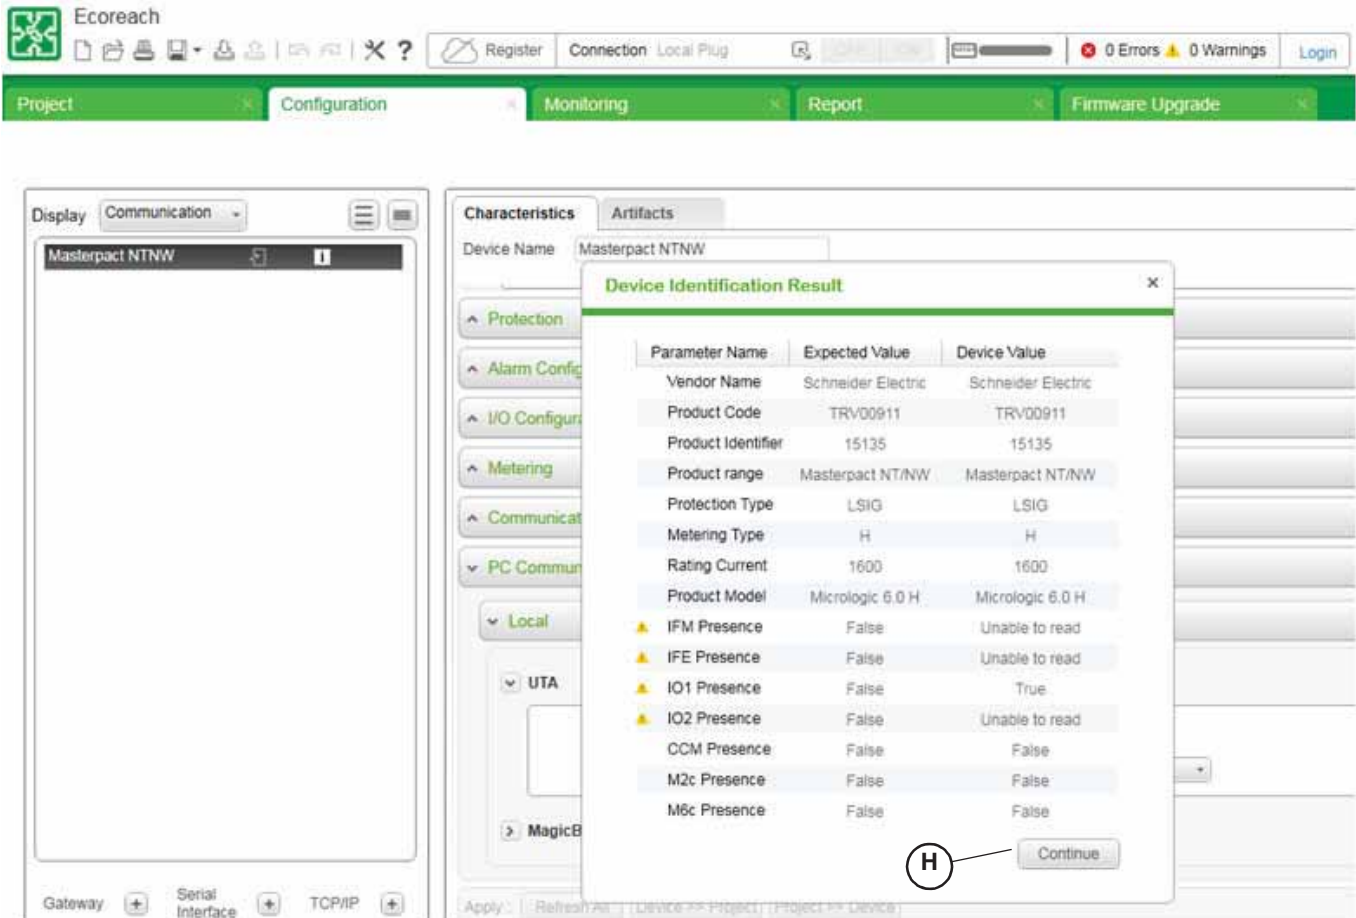 Ecoreach
? Register Connection Local Plug 0 Errors 0 Warnings Login
Project Configuration Monitoring Report Firmware Upgrade
Display Communication
Masterpact NTNW
Characteristics Artifacts
Device Name Masterpact NTNW
Device Identification Result ×
Protection
Alarm Config
I/O Configura
Metering
Communicat
PC Commun
Local
UTA
MagicB
Parameter Name Expected Value Device Value
Vendor Name Schneider Electric Schneider Electric
Product Code TRV00911 TRV00911
Product Identifier 15135 15135
Product range Masterpact NT/NW Masterpact NT/NW
Protection Type LSIG LSIG
Metering Type H H
Rating Current 1600 1600
Product Model Micrologic 6.0 H Micrologic 6.0 H
IFM Presence False Unable to read
IFE Presence False Unable to read
IO1 Presence False True
IO2 Presence False Unable to read
CCM Presence False False
M2c Presence False False
M6c Presence False False
H Continue
Gateway + Serial Interface + TCP/IP +
Apply : Refresh All Device >> Project Project >> Device